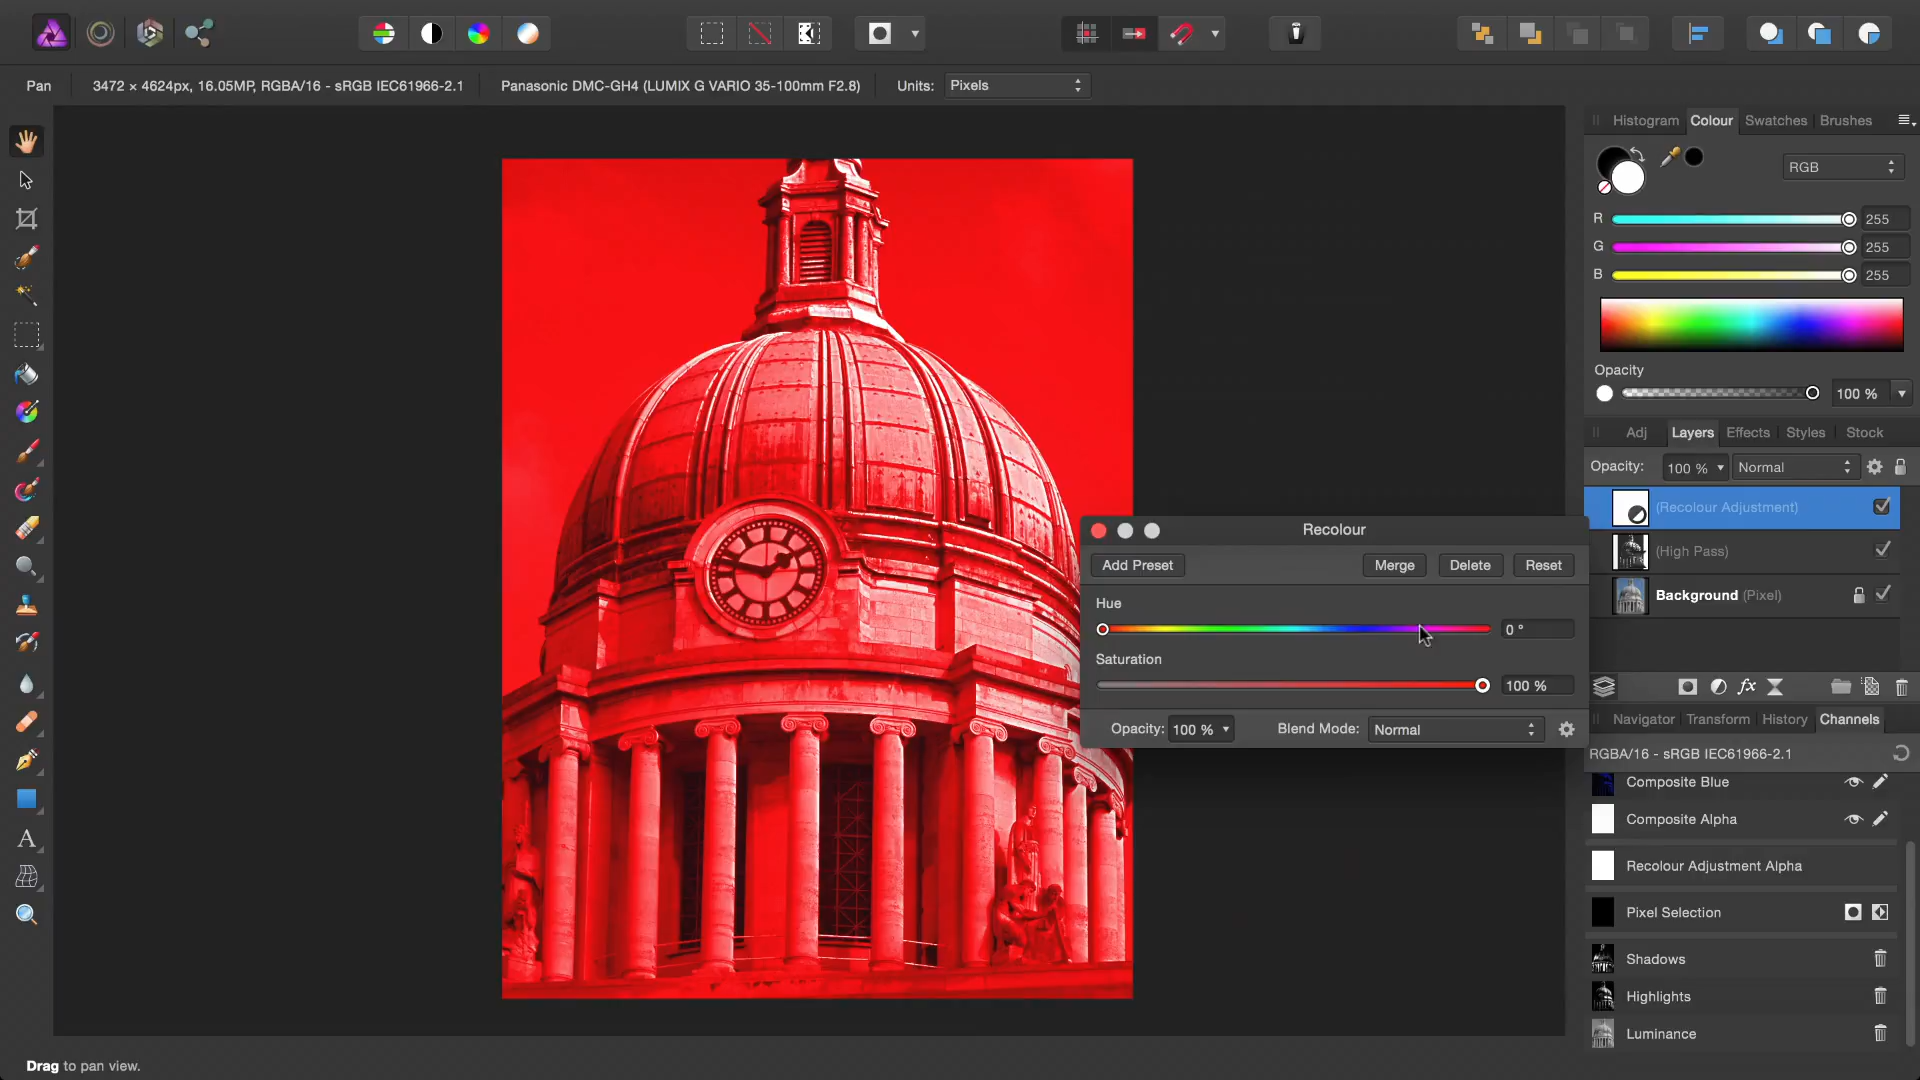 Pan
3472 × 4624px, 16.05MP, RGBA/16 - sRGB IEC61966-2.1
Panasonic DMC-GH4 (LUMIX G VARIO 35-100mm F2.8)
Units: Pixels
Histogram Colour Swatches Brushes
RGB
R 255
G 255
B 255
Opacity
100 %
Adj Layers Effects Styles Stock
Opacity: 100 % Normal
(Recolour Adjustment)
(High Pass)
Background (Pixel)
Recolour
Add Preset Merge Delete Reset
Hue
0 °
Saturation
100 %
Opacity: 100 % Blend Mode: Normal
fx
Navigator Transform History Channels
RGBA/16 - sRGB IEC61966-2.1
Composite Blue
Composite Alpha
Recolour Adjustment Alpha
Pixel Selection
Shadows
Highlights
Luminance
A
Drag to pan view.